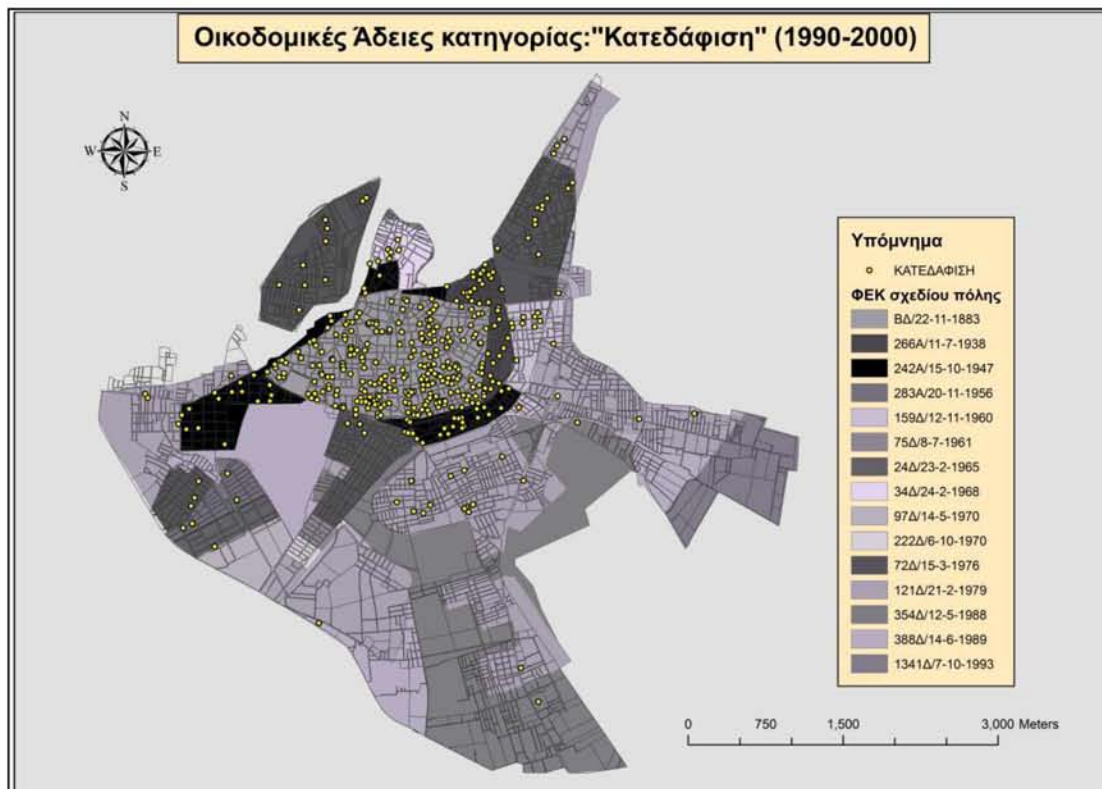 Οικοδομικές Άδειες κατηγορίας:"Κατεδάφιση" (1990-2000)
N
W E
S
Υπόμνημα
ΚΑΤΕΔΑΦΙΣΗ
ΦΕΚ σχεδίου πόλης
ΒΔ/22-11-1883
266Α/11-7-1938
242Α/15-10-1947
283Α/20-11-1956
159Δ/12-11-1960
75Δ/8-7-1961
24Δ/23-2-1965
34Δ/24-2-1968
97Δ/14-5-1970
222Δ/6-10-1970
72Δ/15-3-1976
121Δ/21-2-1979
354Δ/12-5-1988
388Δ/14-6-1989
1341Δ/7-10-1993
0 750 1,500 3,000 Meters